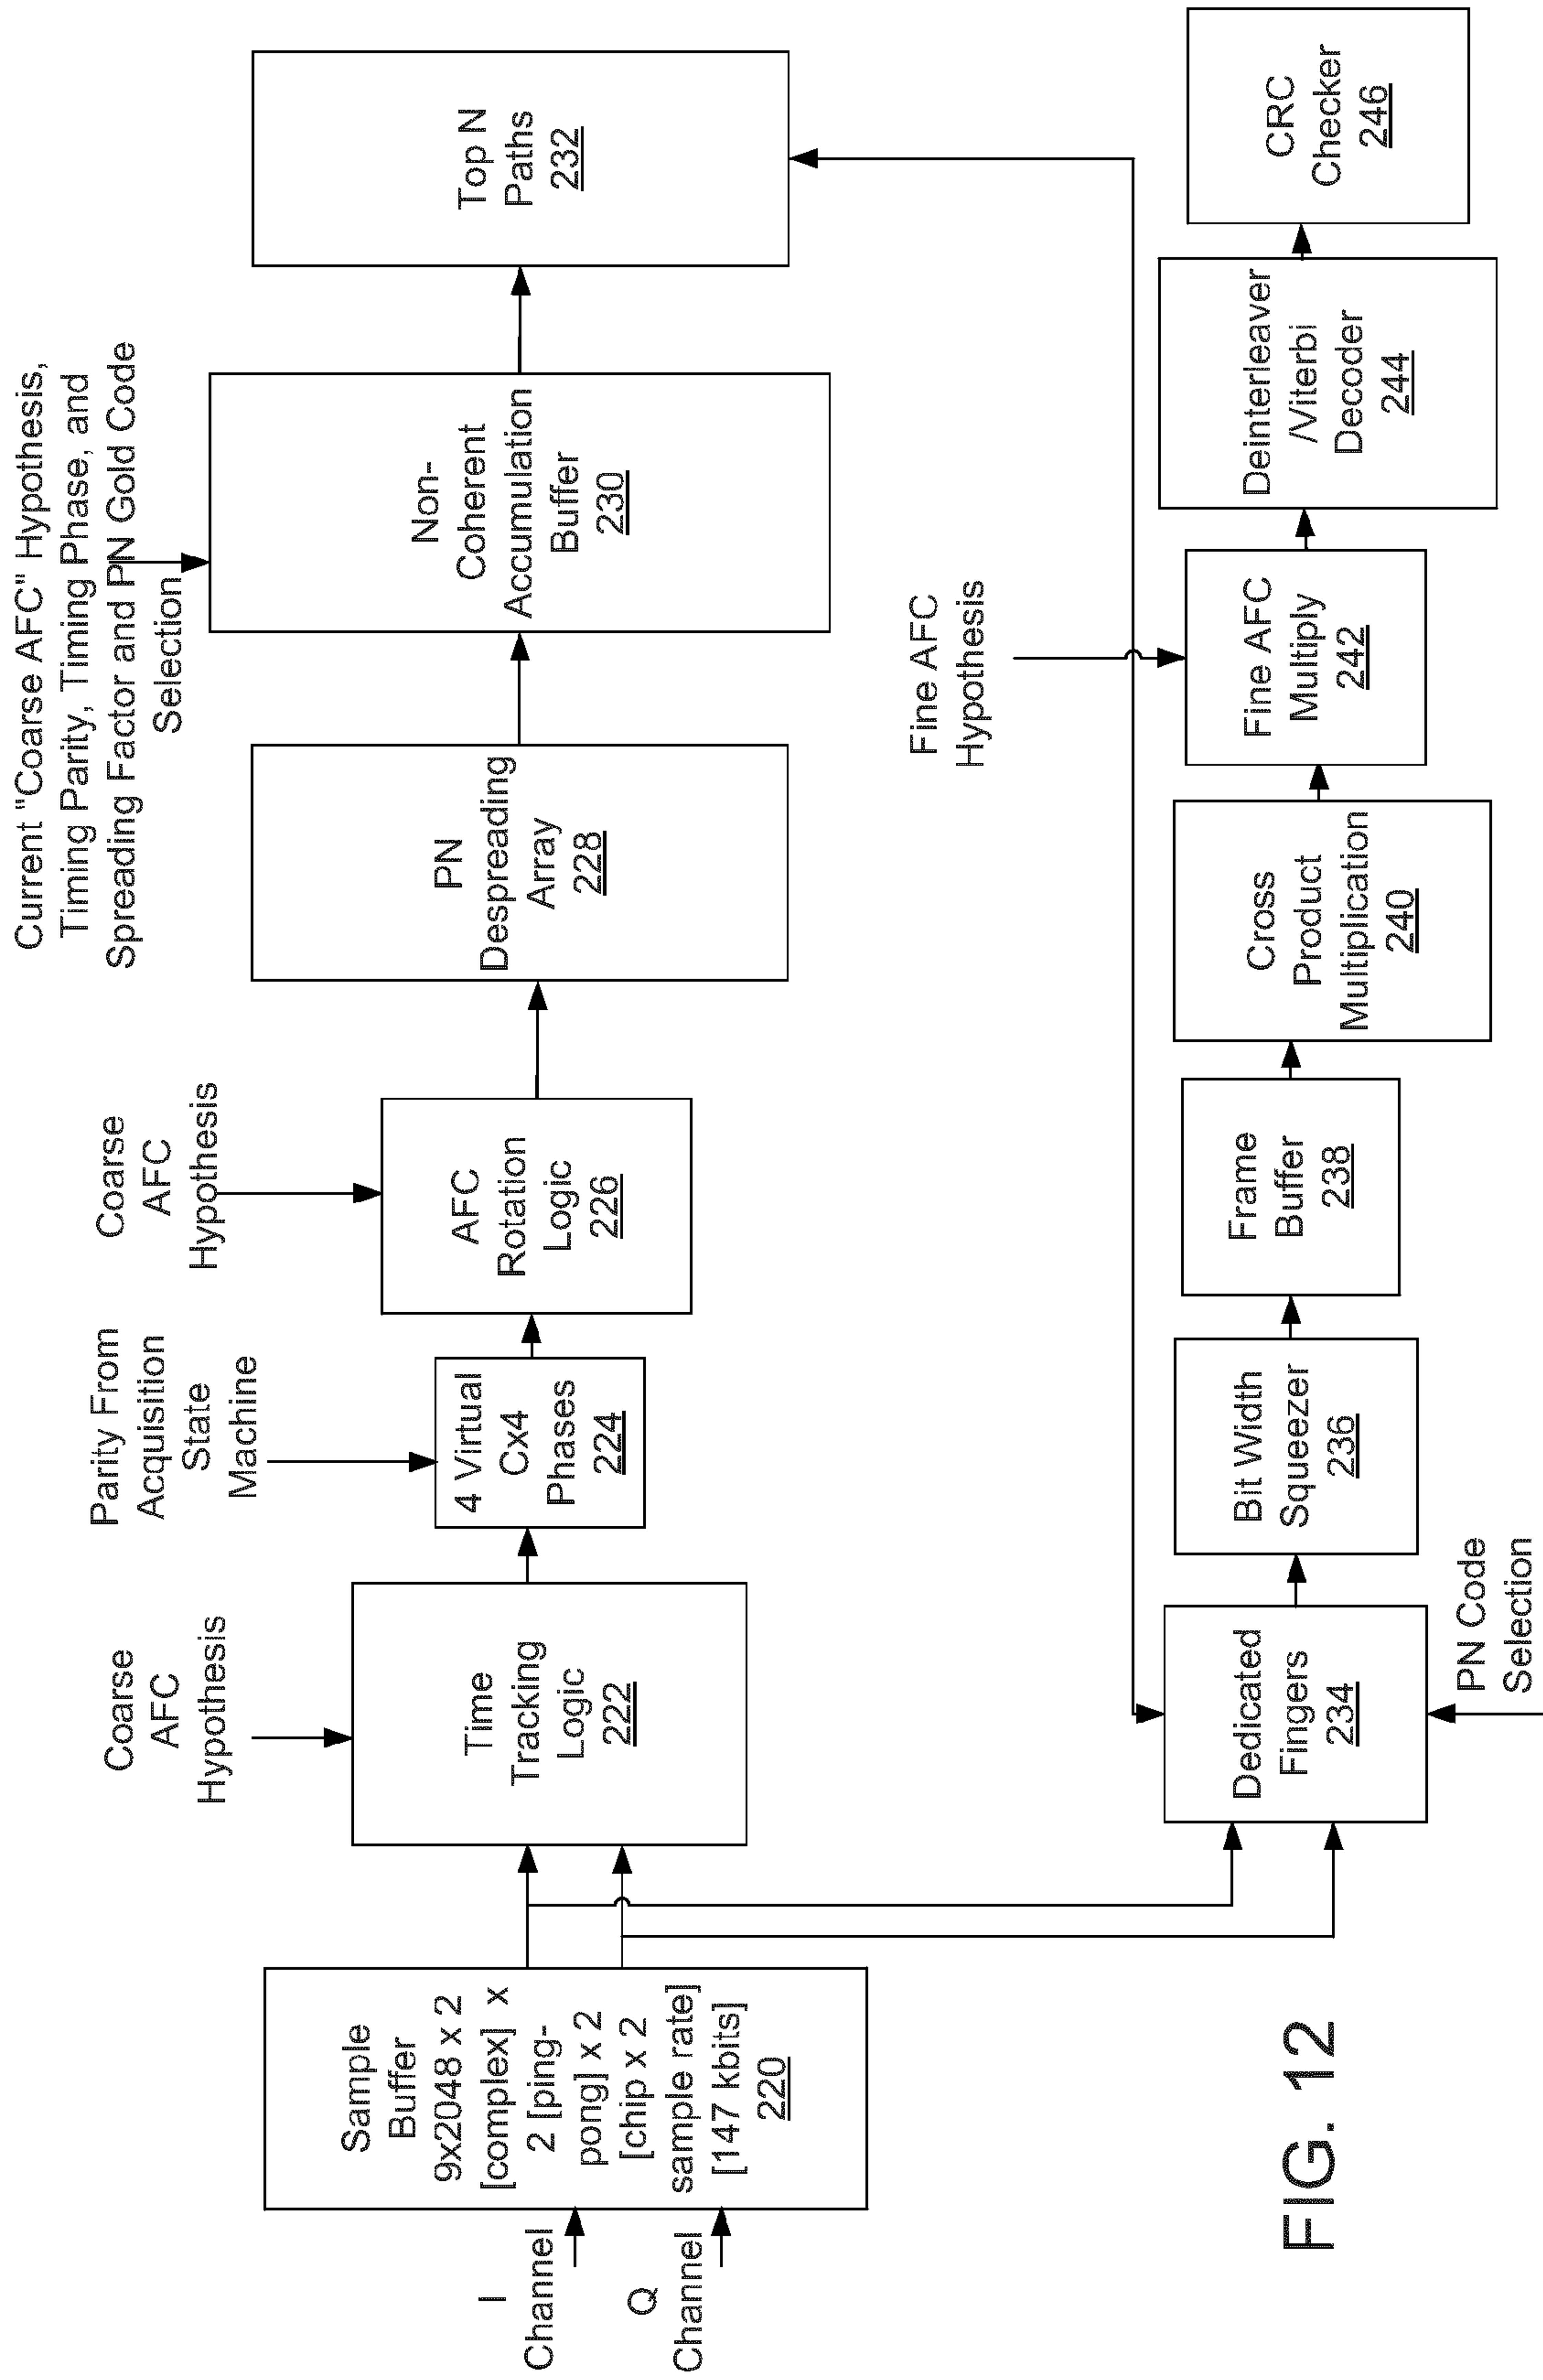 Current "Coarse AFC" Hypothesis,
Timing Parity, Timing Phase, and
Spreading Factor and PN Gold Code
Selection
Coarse
AFC
Hypothesis
Parity From
Acquisition
State
Machine
Coarse
AFC
Hypothesis
I
Channel
Q
Channel
Sample
Buffer
9x2048 x 2
[complex] x
2 [ping-
pong] x 2
[chip x 2
sample rate]
[147 kbits]
220
Time
Tracking
Logic
222
4 Virtual
Cx4
Phases
224
AFC
Rotation
Logic
226
PN
Despreading
Array
228
Non-
Coherent
Accumulation
Buffer
230
Top N
Paths
232
Fine AFC
Hypothesis
Dedicated
Fingers
234
Bit Width
Squeezer
236
Frame
Buffer
238
Cross
Product
Multiplication
240
Fine AFC
Multiply
242
Deinterleaver
/Viterbi
Decoder
244
CRC
Checker
246
PN Code
Selection
FIG. 12